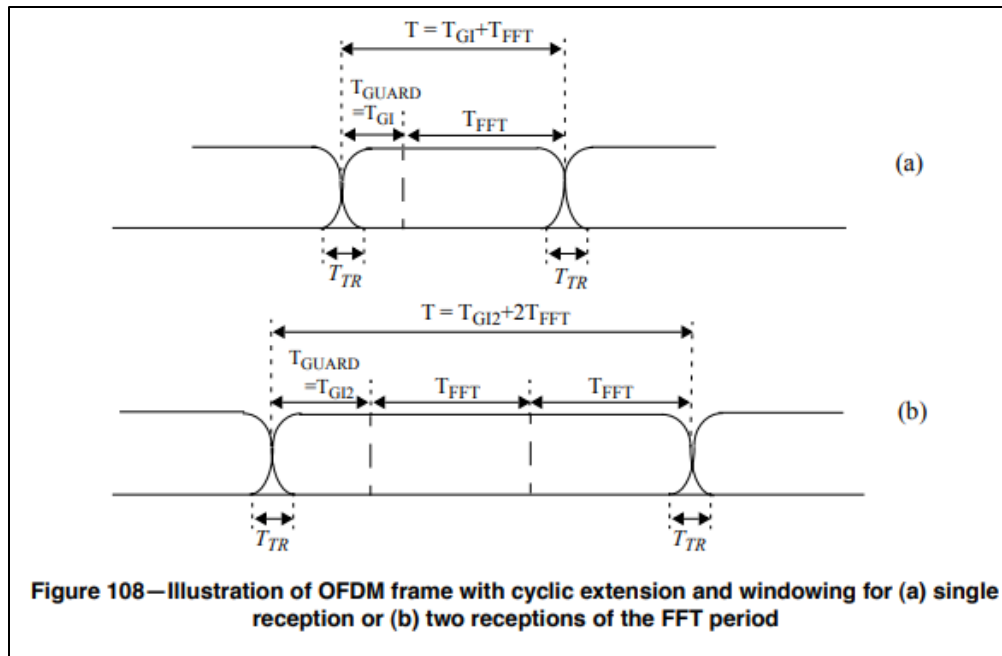 T = TGI+TFFT
TGUARD
=TGI
TFFT
(a)
TTR
TTR
T = TGI2+2TFFT
TGUARD
=TGI2
TFFT
TFFT
(b)
TTR
TTR
Figure 108—Illustration of OFDM frame with cyclic extension and windowing for (a) single
reception or (b) two receptions of the FFT period